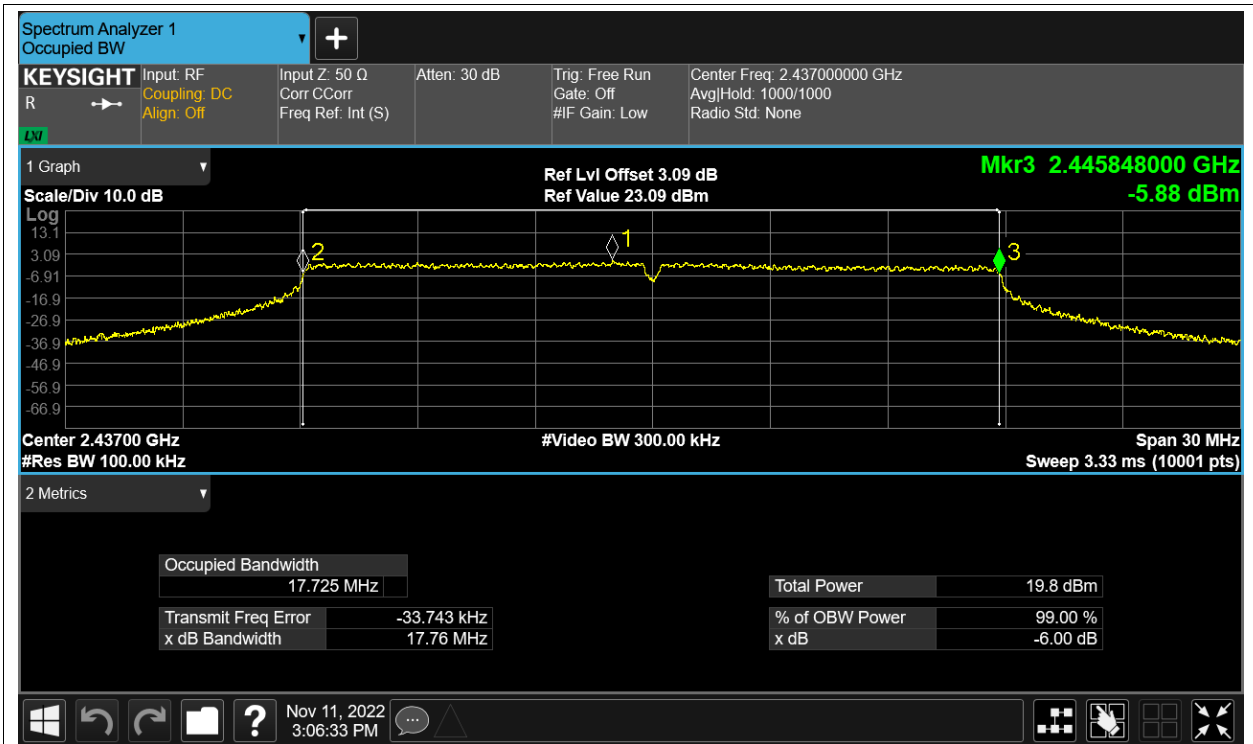 Spectrum Analyzer 1
Occupied BW
KEYSIGHT
R
LXI
Input: RF
Coupling: DC
Align: Off
Input Z: 50 Ω
Corr CCorr
Freq Ref: Int (S)
Atten: 30 dB
Trig: Free Run
Gate: Off
#IF Gain: Low
Center Freq: 2.437000000 GHz
Avg|Hold: 1000/1000
Radio Std: None
1 Graph
Scale/Div 10.0 dB
Ref Lvl Offset 3.09 dB
Ref Value 23.09 dBm
Mkr3 2.445848000 GHz
-5.88 dBm
Log
13.1
3.09
-6.91
-16.9
-26.9
-36.9
-46.9
-56.9
-66.9
2
1
3
Center 2.43700 GHz
#Res BW 100.00 kHz
#Video BW 300.00 kHz
Span 30 MHz
Sweep 3.33 ms (10001 pts)
2 Metrics
Occupied Bandwidth
17.725 MHz
Transmit Freq Error -33.743 kHz
x dB Bandwidth 17.76 MHz
Total Power 19.8 dBm
% of OBW Power 99.00 %
x dB -6.00 dB
?
Nov 11, 2022
3:06:33 PM